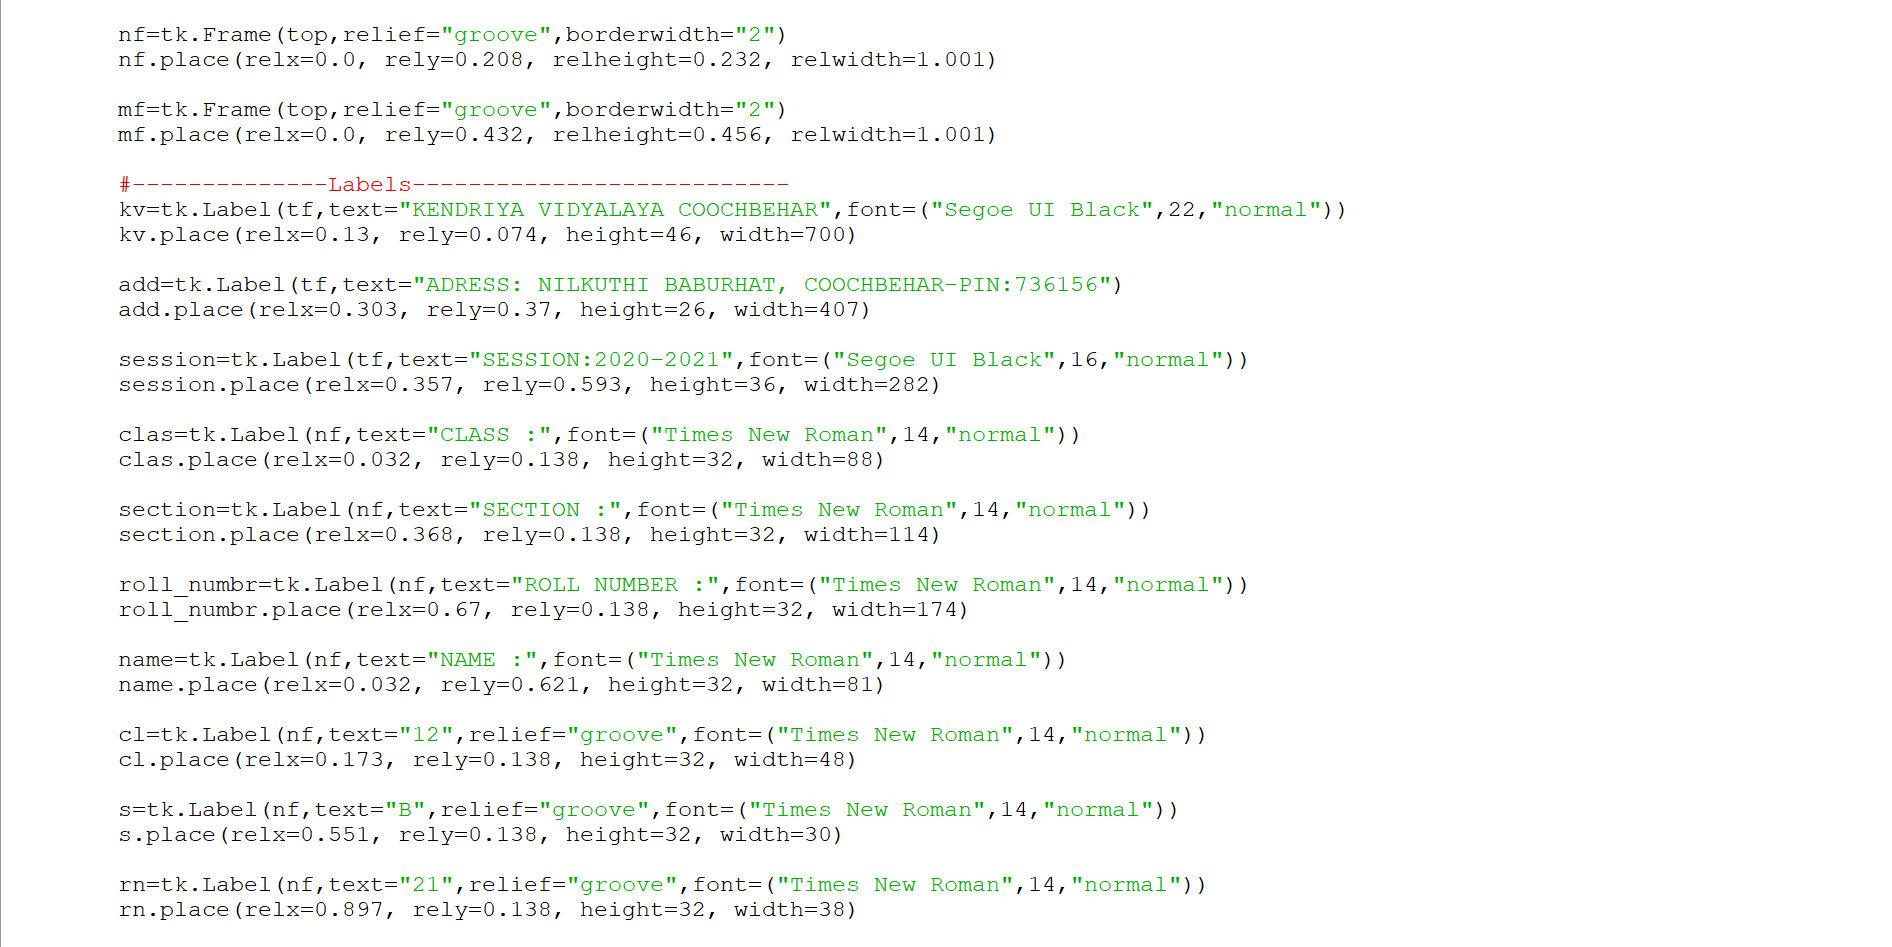 nf=tk.Frame(top,relief="groove",borderwidth="2")
nf.place(relx=0.0, rely=0.208, relheight=0.232, relwidth=1.001)
mf=tk.Frame(top,relief="groove",borderwidth="2")
mf.place(relx=0.0, rely=0.432, relheight=0.456, relwidth=1.001)
#--------------Labels---------------------------
kv=tk.Label(tf,text="KENDRIYA VIDYALAYA COOCHBEHAR",font=("Segoe UI Black",22,"normal"))
kv.place(relx=0.13, rely=0.074, height=46, width=700)
add=tk.Label(tf,text="ADRESS: NILKUTHI BABURHAT, COOCHBEHAR-PIN:736156")
add.place(relx=0.303, rely=0.37, height=26, width=407)
session=tk.Label(tf,text="SESSION:2020-2021",font=("Segoe UI Black",16,"normal"))
session.place(relx=0.357, rely=0.593, height=36, width=282)
clas=tk.Label(nf,text="CLASS :",font=("Times New Roman",14,"normal"))
clas.place(relx=0.032, rely=0.138, height=32, width=88)
section=tk.Label(nf,text="SECTION :",font=("Times New Roman",14,"normal"))
section.place(relx=0.368, rely=0.138, height=32, width=114)
roll_numbr=tk.Label(nf,text="ROLL NUMBER :",font=("Times New Roman",14,"normal"))
roll_numbr.place(relx=0.67, rely=0.138, height=32, width=174)
name=tk.Label(nf,text="NAME :",font=("Times New Roman",14,"normal"))
name.place(relx=0.032, rely=0.621, height=32, width=81)
cl=tk.Label(nf,text="12",relief="groove",font=("Times New Roman",14,"normal"))
cl.place(relx=0.173, rely=0.138, height=32, width=48)
s=tk.Label(nf,text="B",relief="groove",font=("Times New Roman",14,"normal"))
s.place(relx=0.551, rely=0.138, height=32, width=30)
rn=tk.Label(nf,text="21",relief="groove",font=("Times New Roman",14,"normal"))
rn.place(relx=0.897, rely=0.138, height=32, width=38)